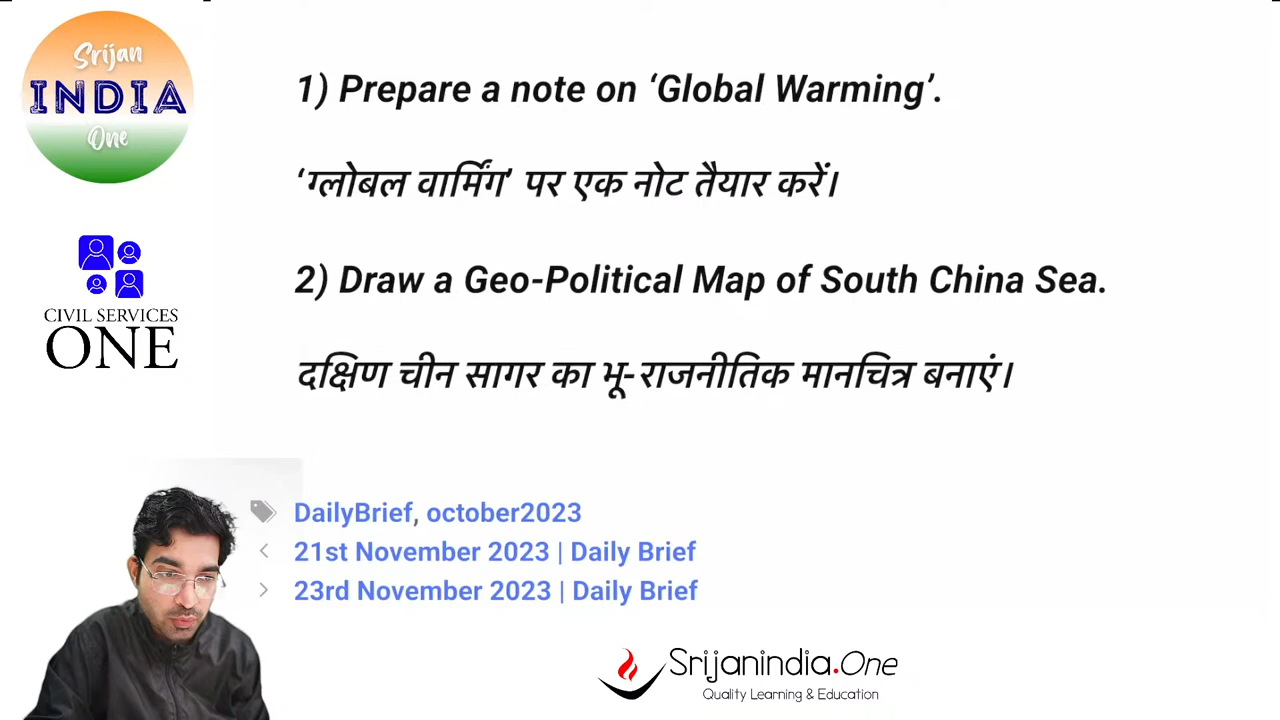 Srijan
INDIA
One
CIVIL SERVICES
ONE
1) Prepare a note on ‘Global Warming’.
‘ग्लोबल वार्मिंग’ पर एक नोट तैयार करें।
2) Draw a Geo-Political Map of South China Sea.
दक्षिण चीन सागर का भू-राजनीतिक मानचित्र बनाएं।
DailyBrief, october2023
21st November 2023 | Daily Brief
23rd November 2023 | Daily Brief
Srijanindia.One
Quality Learning & Education